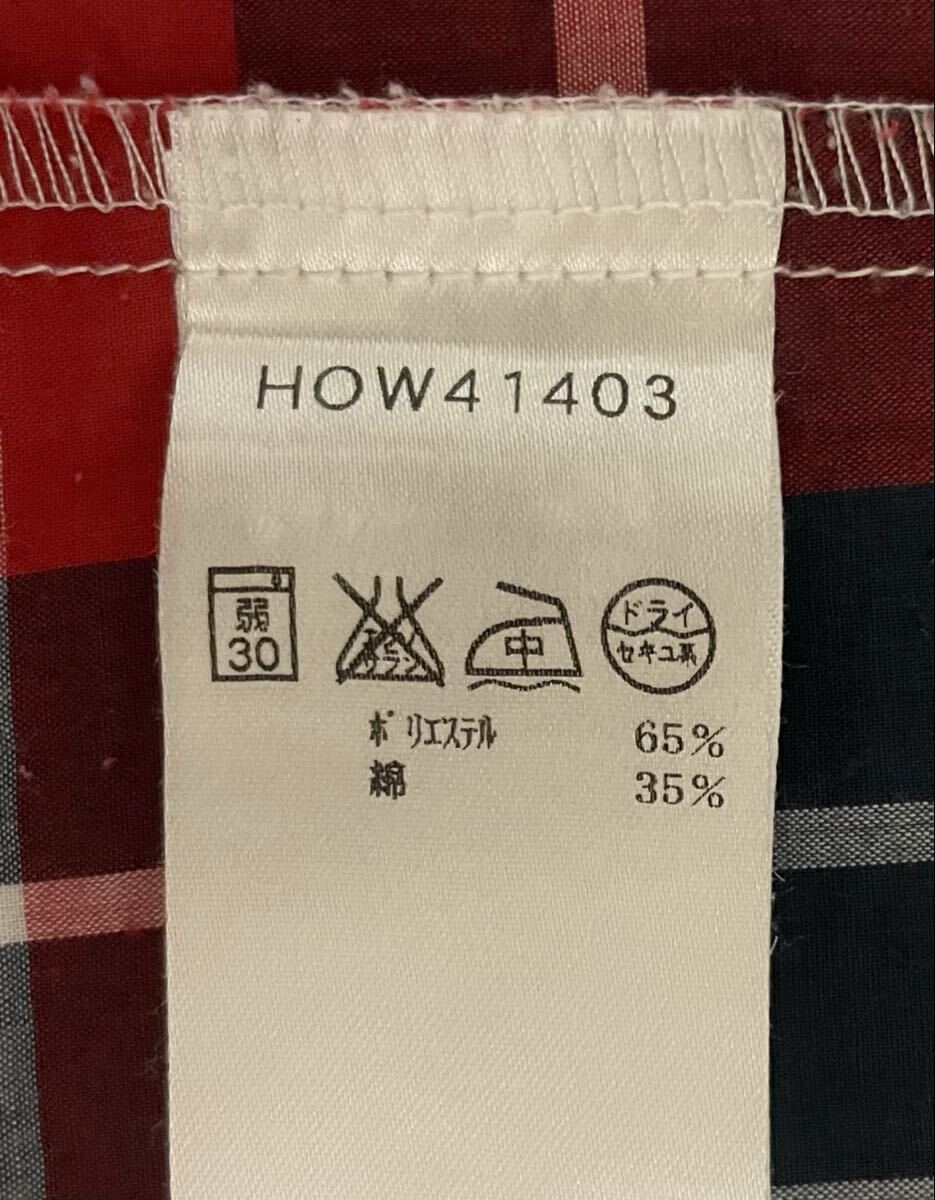 HOW41403
弱
30
エンソ
サラシ
中
ドライ
セキユ系
ポリエステル 65%
綿 35%